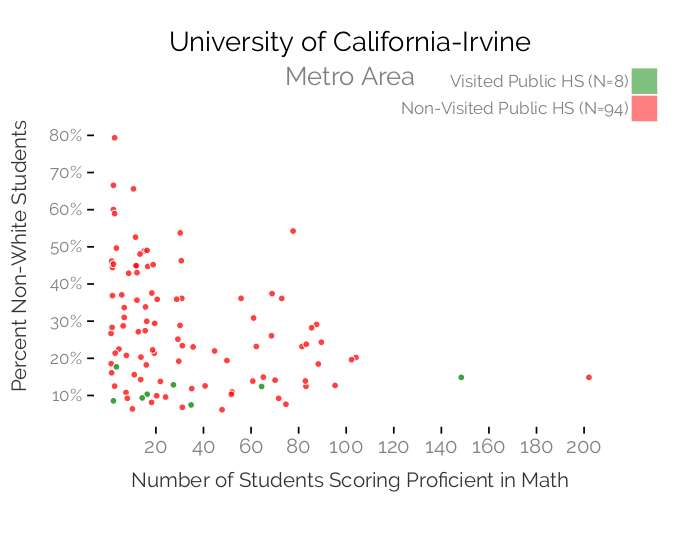 University of California-Irvine
Metro Area
Visited Public HS (N=8)
Non-Visited Public HS (N=94)
Percent Non-White Students
80%
70%
60%
50%
40%
30%
20%
10%
20 40 60 80 100 120 140 160 180 200
Number of Students Scoring Proficient in Math